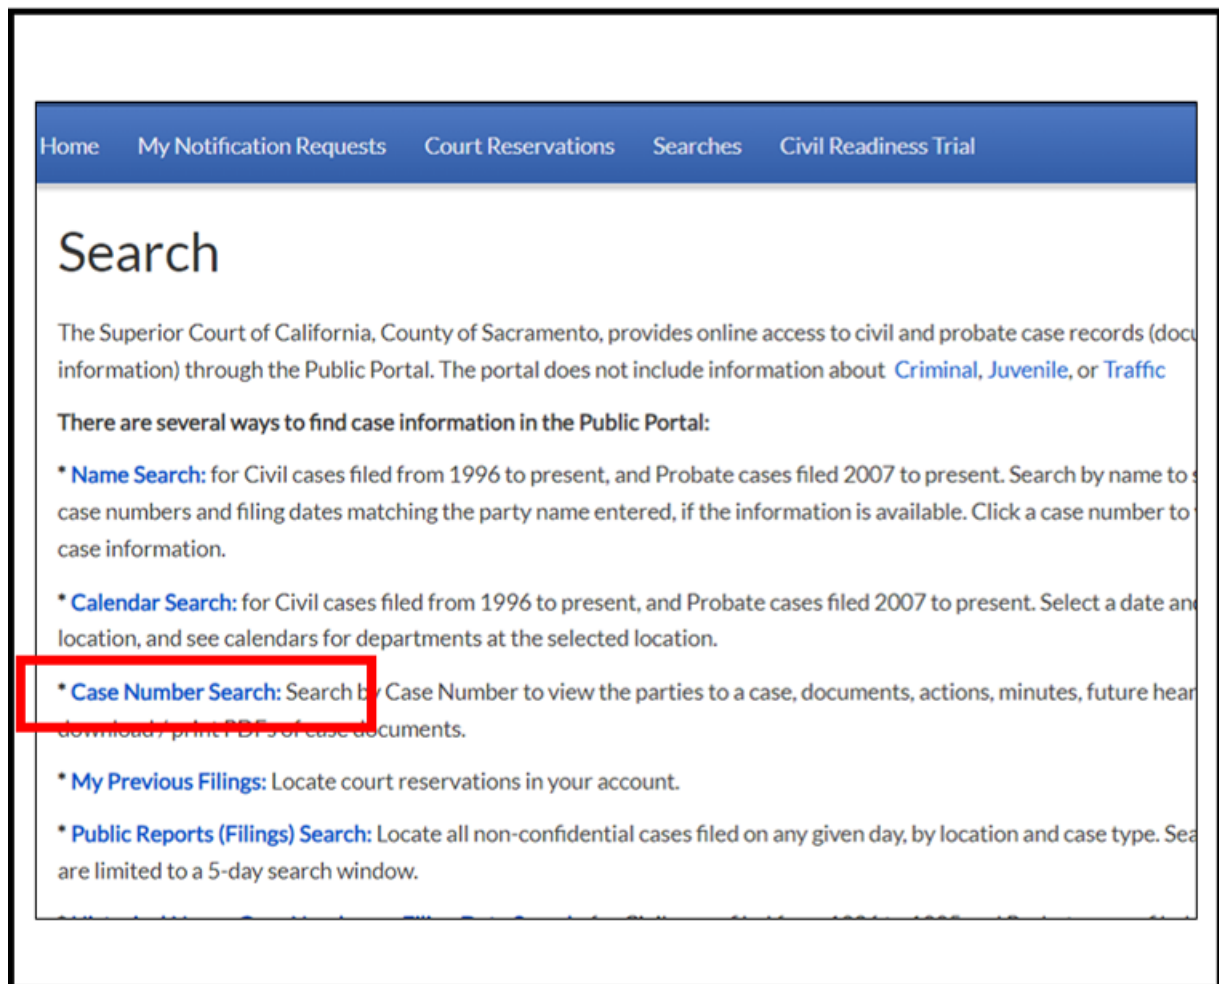 Home My Notification Requests Court Reservations Searches Civil Readiness Trial
Search
The Superior Court of California, County of Sacramento, provides online access to civil and probate case records
information) through the Public Portal. The portal does not include information about Criminal, Juvenile, or Traffic
There are several ways to find case information in the Public Portal:
* Name Search: for Civil cases filed from 1996 to present, and Probate cases filed 2007 to present. Search by name to
case numbers and filing dates matching the party name entered, if the information is available. Click a case number to
case information.
* Calendar Search: for Civil cases filed from 1996 to present, and Probate cases filed 2007 to present. Select a date
location, and see calendars for departments at the selected location.
* Case Number Search: Search by Case Number to view the parties to a case, documents, actions, minutes, future
download / print PDFs of case documents.
* My Previous Filings: Locate court reservations in your account.
* Public Reports (Filings) Search: Locate all non-confidential cases filed on any given day, by location and case type.
are limited to a 5-day search window.